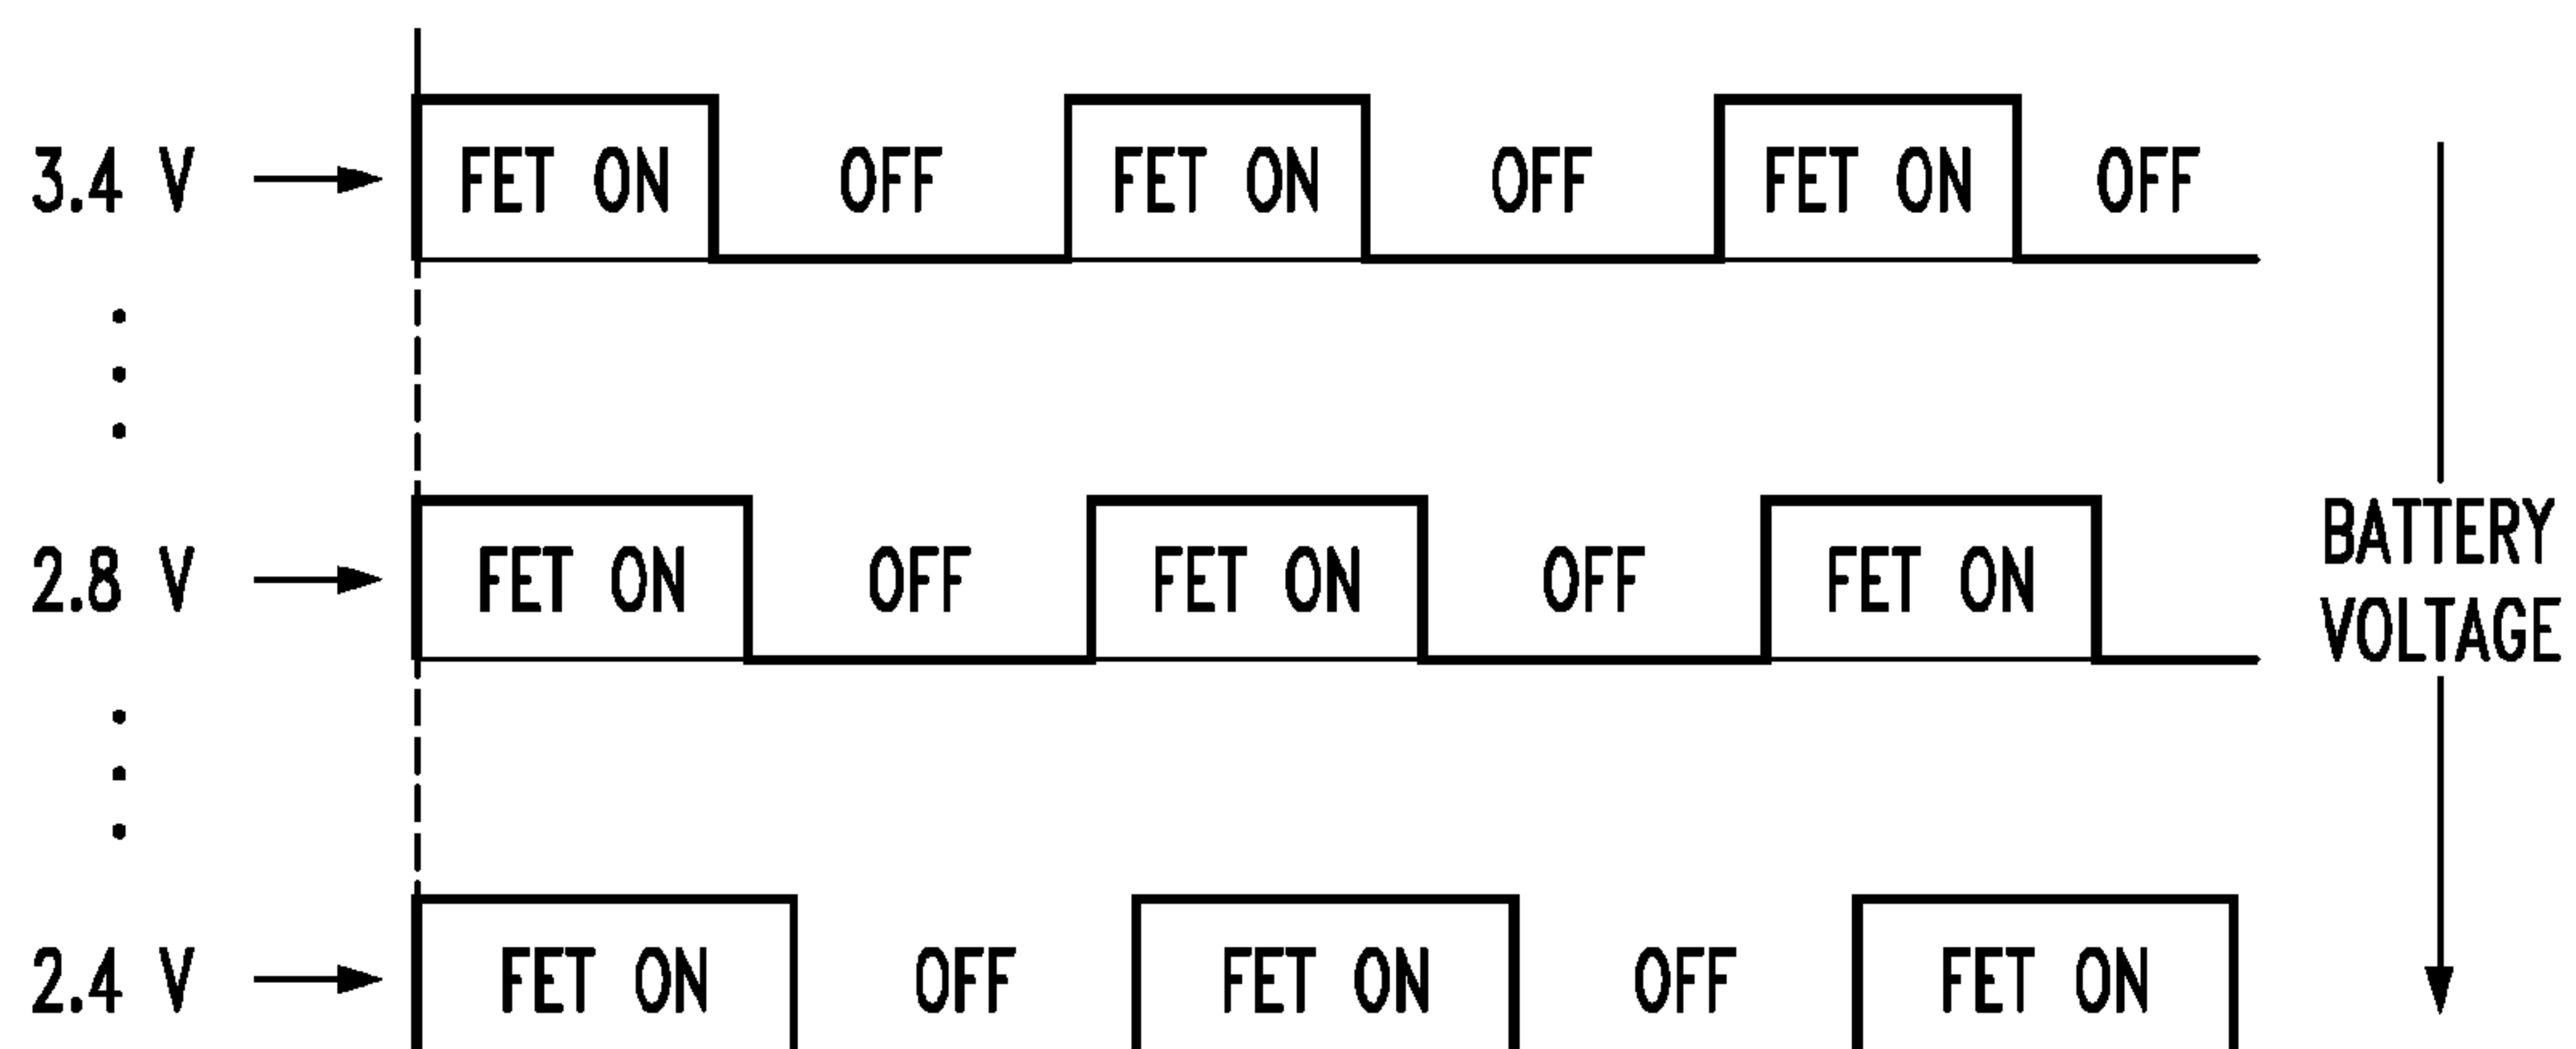 3.4 V FET ON OFF FET ON OFF FET ON OFF
2.8 V FET ON OFF FET ON OFF FET ON
BATTERY
VOLTAGE
2.4 V FET ON OFF FET ON OFF FET ON